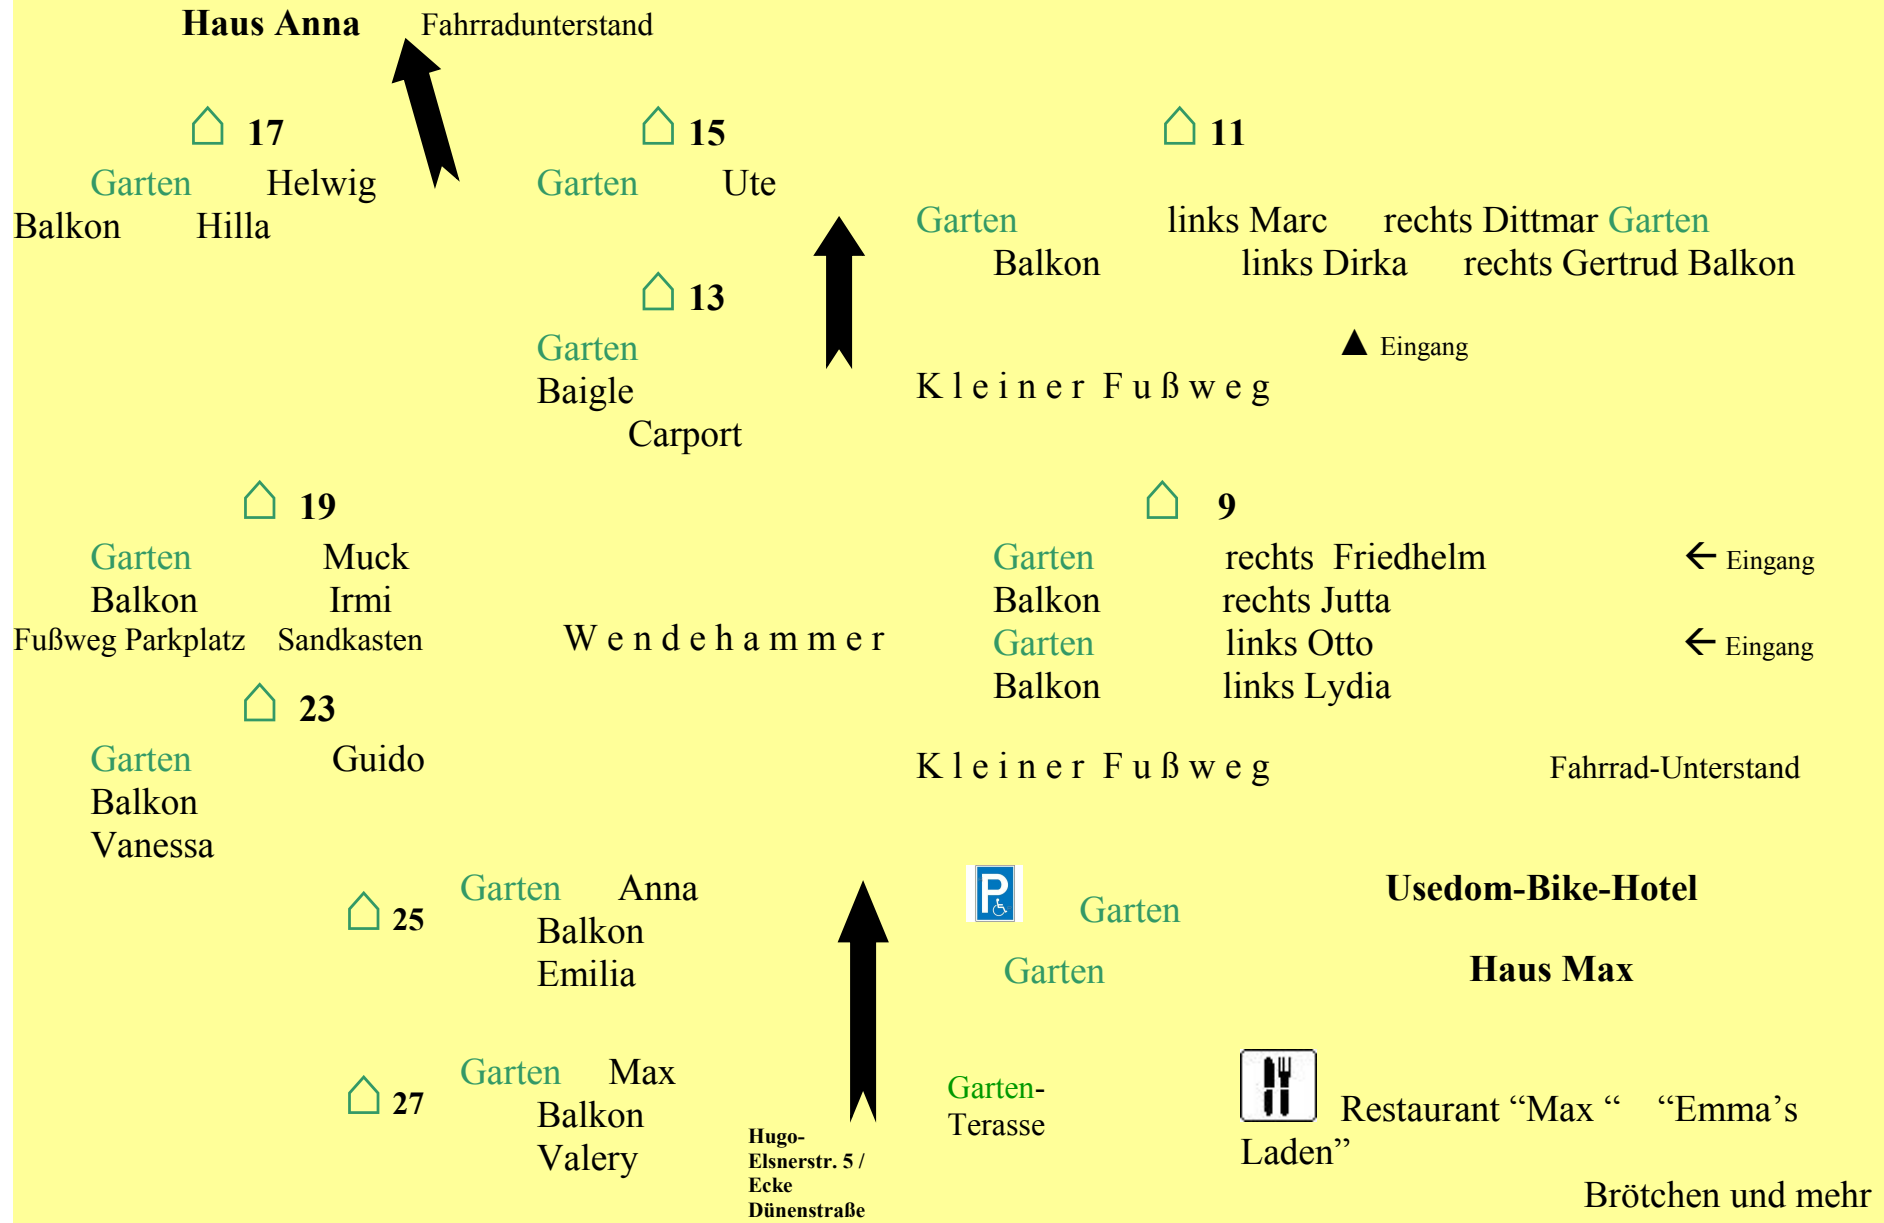 Haus Anna Fahrradunterstand
17
Garten Helwig
Balkon Hilla
15
Garten Ute
11
Garten links Marc rechts Dittmar Garten
Balkon links Dirka rechts Gertrud Balkon
▲ Eingang
13
Garten
Baigle
Carport
Kleiner Fußweg
19
Garten Muck
Balkon Irmi
Fußweg Parkplatz Sandkasten
Wendehammer
9
Garten rechts Friedhelm ← Eingang
Balkon rechts Jutta
Garten links Otto ← Eingang
Balkon links Lydia
23
Garten Guido
Balkon
Vanessa
Kleiner Fußweg Fahrrad-Unterstand
25
Garten Anna
Balkon
Emilia
P
Garten
Garten
Usedom-Bike-Hotel
Haus Max
27
Garten Max
Balkon
Valery
Hugo-
Elsnerstr. 5 /
Ecke
Dünenstraße
Garten-
Terasse
Restaurant “Max “ “Emma’s
Laden”
Brötchen und mehr